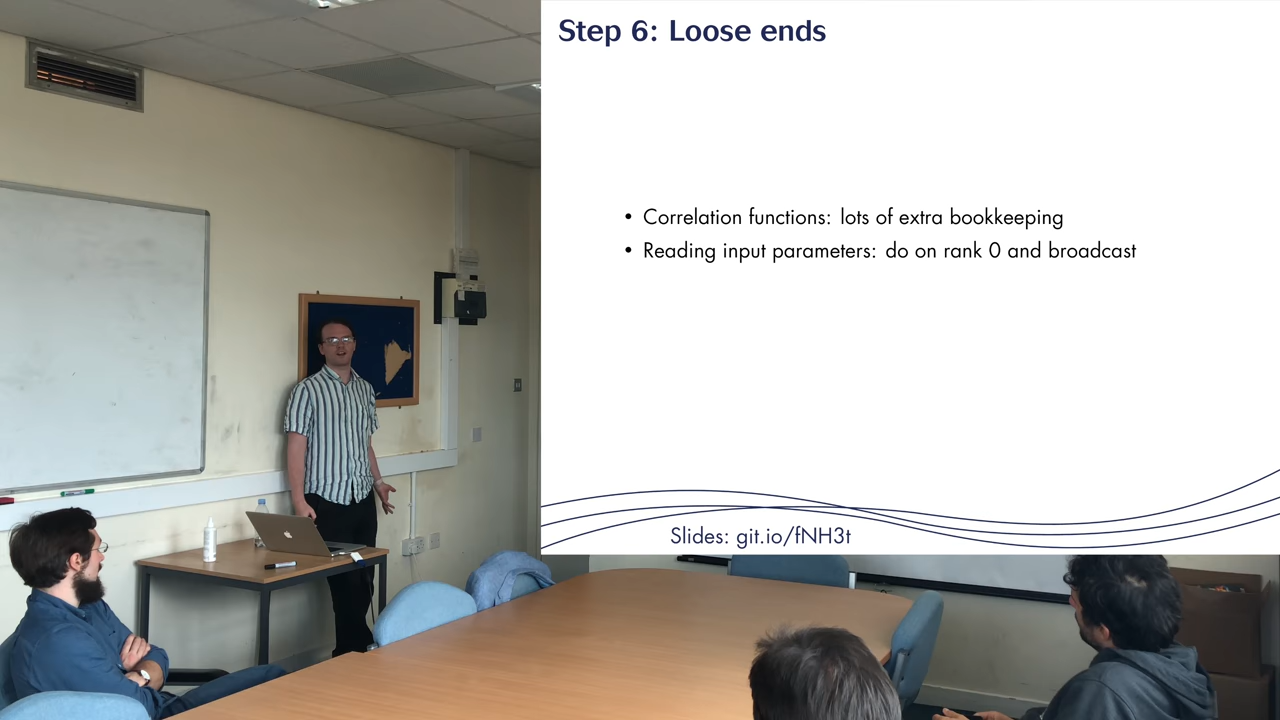 Step 6: Loose ends
• Correlation functions: lots of extra bookkeeping
• Reading input parameters: do on rank 0 and broadcast
Slides: git.io/fNH3t